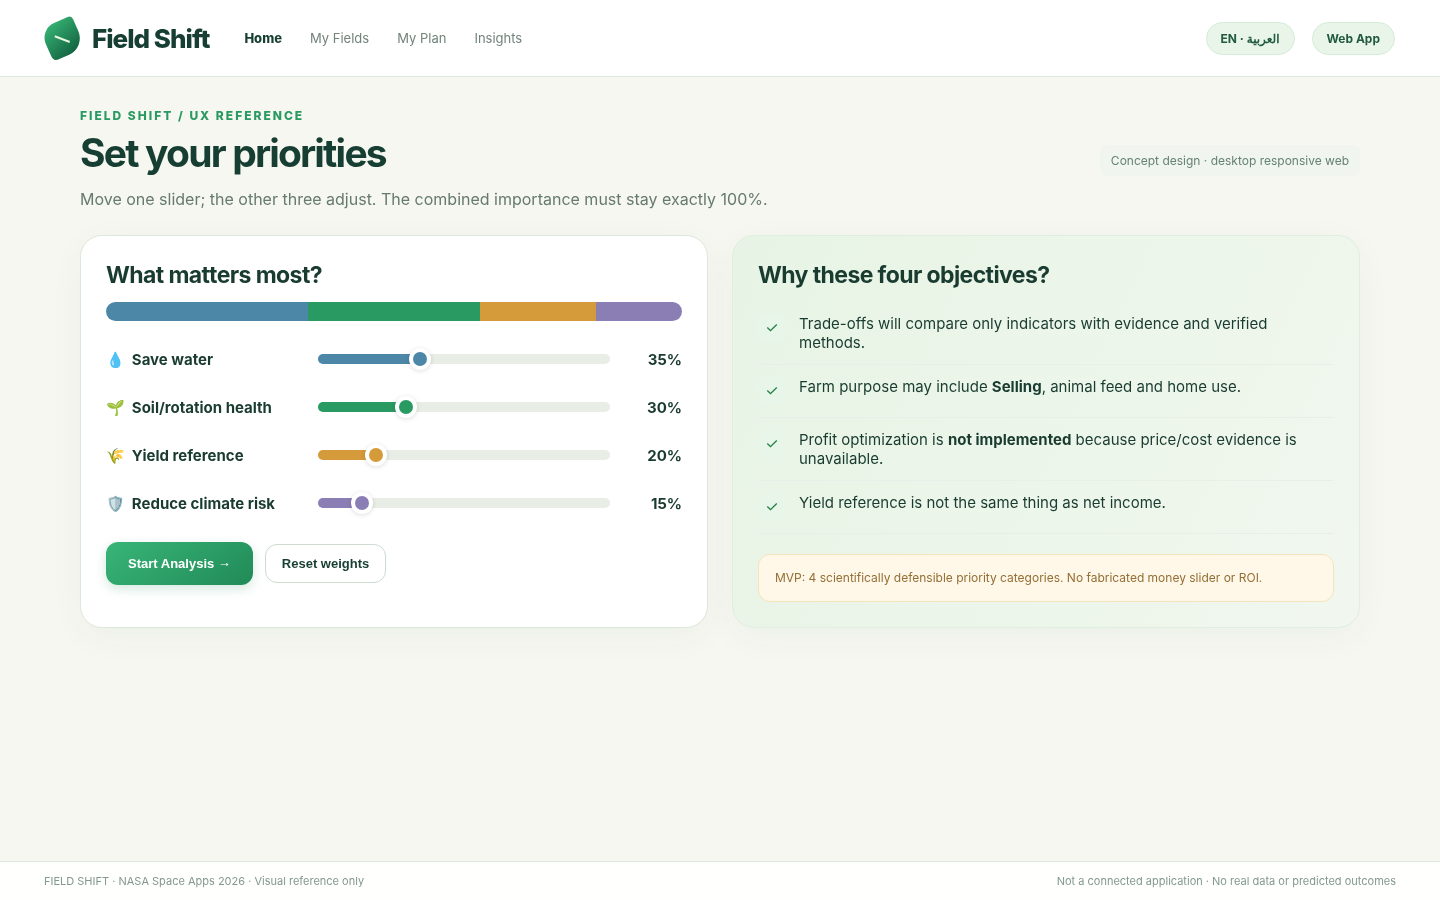 Field Shift
Home
My Fields
My Plan
Insights
EN · العربية
Web App
FIELD SHIFT / UX REFERENCE
Set your priorities
Concept design · desktop responsive web
Move one slider; the other three adjust. The combined importance must stay exactly 100%.
What matters most?
Save water
35%
Soil/rotation health
30%
Yield reference
20%
Reduce climate risk
15%
Start Analysis →
Reset weights
Why these four objectives?
Trade-offs will compare only indicators with evidence and verified
methods.
Farm purpose may include Selling, animal feed and home use.
Profit optimization is not implemented because price/cost evidence is
unavailable.
Yield reference is not the same thing as net income.
MVP: 4 scientifically defensible priority categories. No fabricated money slider or ROI.
FIELD SHIFT · NASA Space Apps 2026 · Visual reference only
Not a connected application · No real data or predicted outcomes